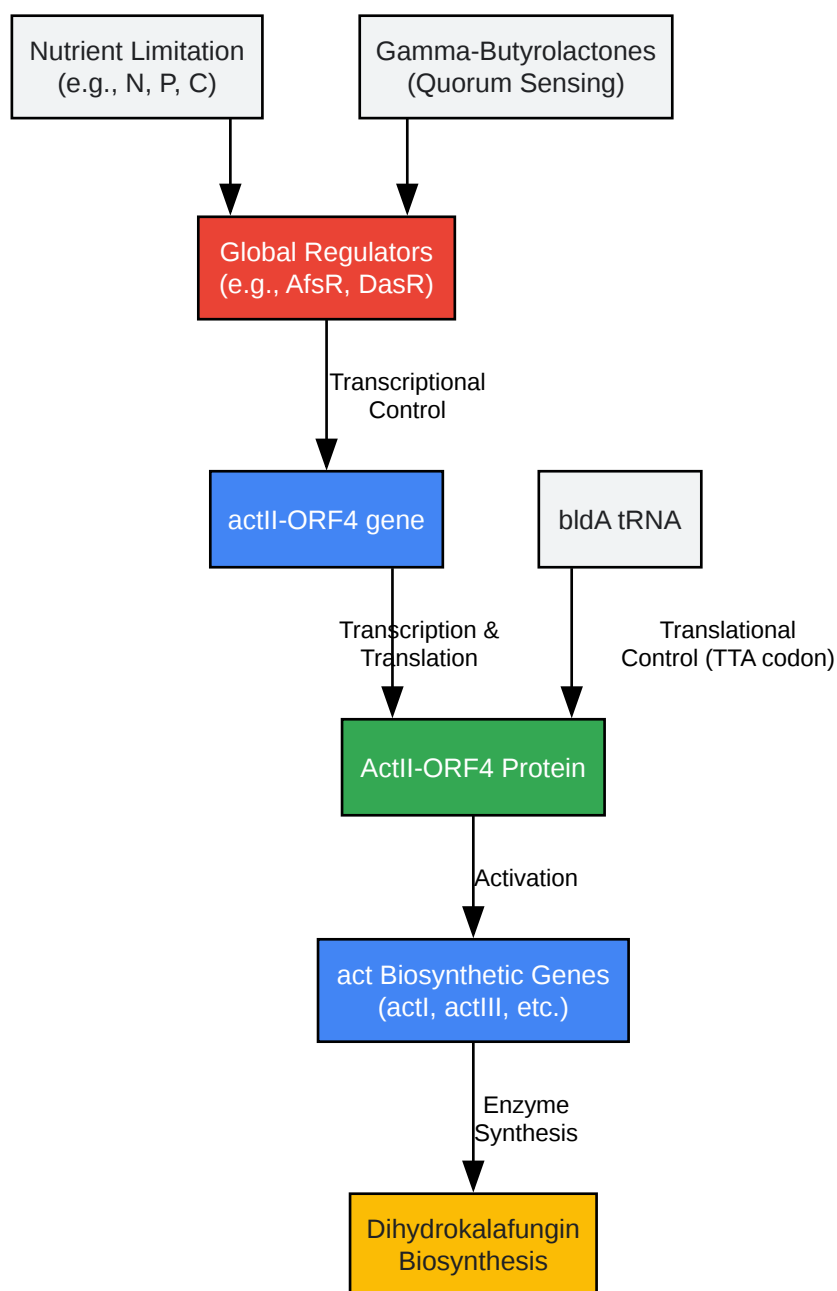 Nutrient Limitation
(e.g., N, P, C)
Gamma-Butyrolactones
(Quorum Sensing)
Global Regulators
(e.g., AfsR, DasR)
Transcriptional
Control
actII-ORF4 gene
bldA tRNA
Transcription &
Translation
Translational
Control (TTA codon)
ActII-ORF4 Protein
Activation
act Biosynthetic Genes
(actI, actIII, etc.)
Enzyme
Synthesis
Dihydrokalafungin
Biosynthesis